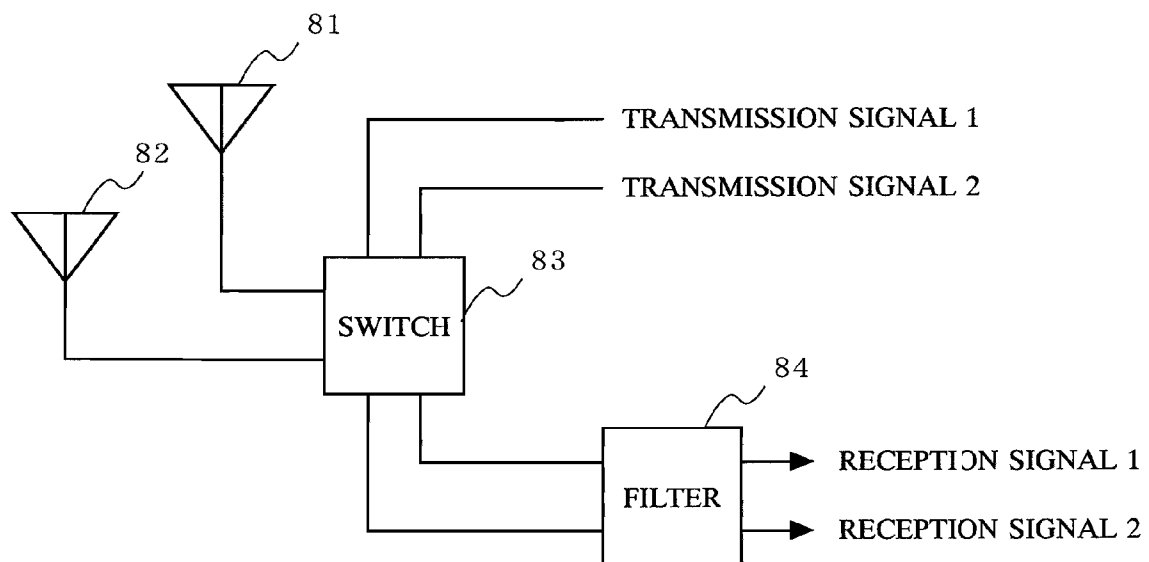 81
TRANSMISSION SIGNAL 1
82
TRANSMISSION SIGNAL 2
83
SWITCH
84
RECEPTION SIGNAL 1
FILTER
RECEPTION SIGNAL 2